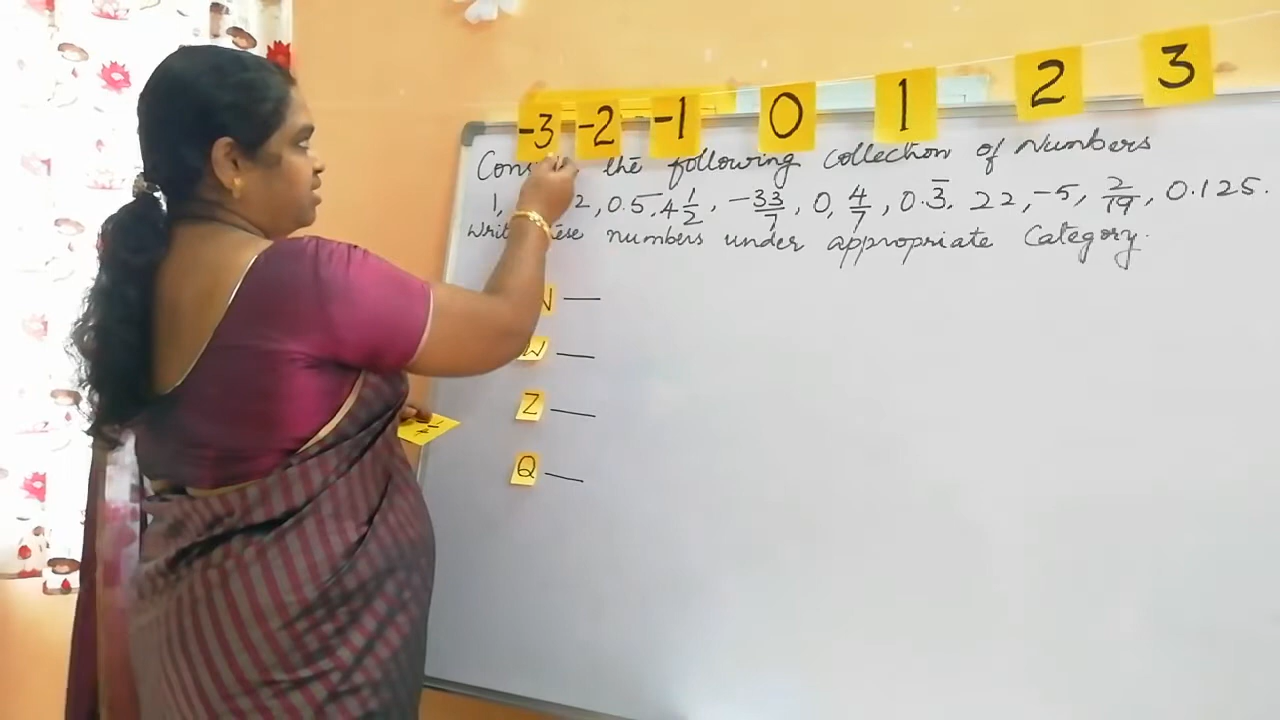 -3 -2 -1 0 1 2 3
the following Collection of Numbers
1, 2, 0.5, 4 1/2, -33/7, 0, 4/7, 0.3̅, 22, -5, 2/19, 0.125.
numbers under appropriate Category.
N —
W —
Z —
Q —